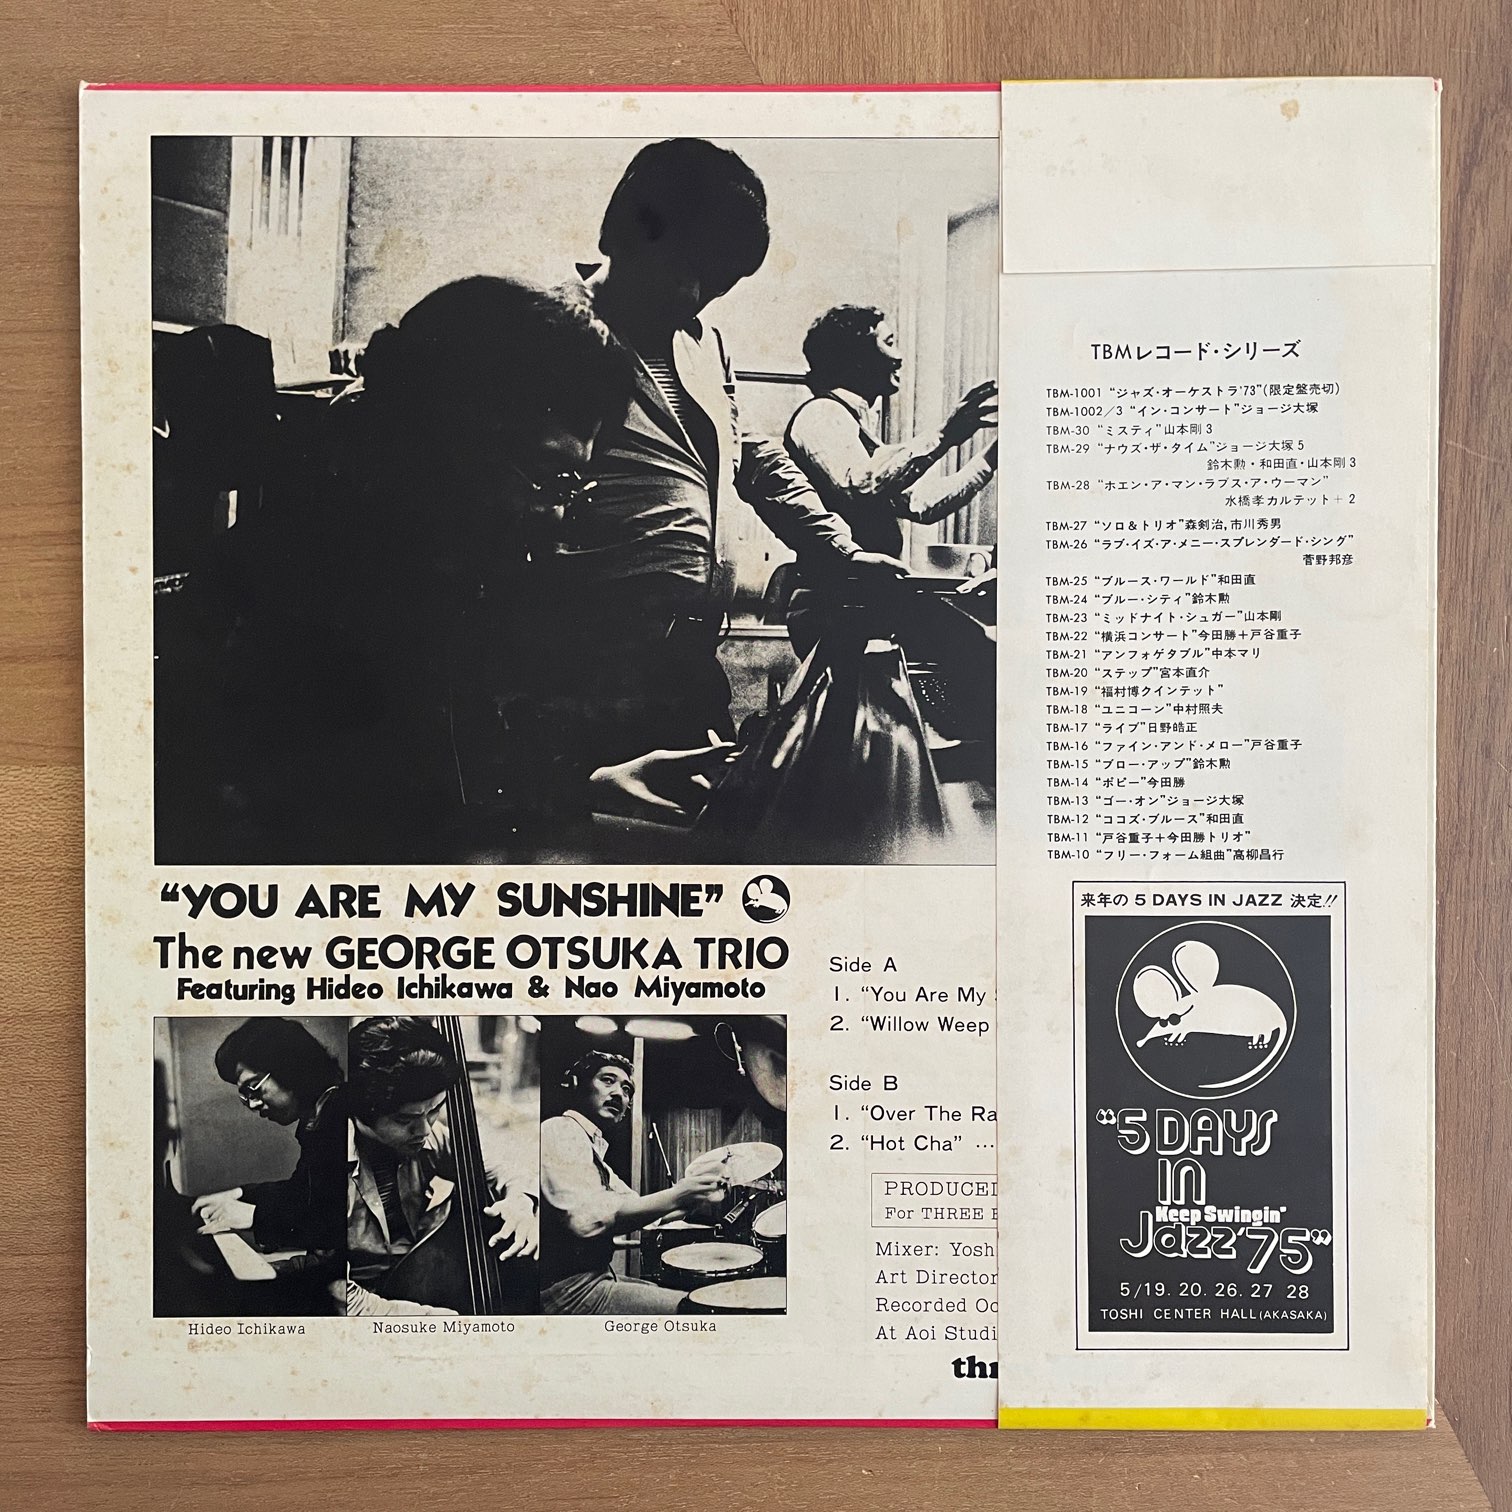 “YOU ARE MY SUNSHINE”
The new GEORGE OTSUKA TRIO
Featuring Hideo Ichikawa & Nao Miyamoto
Hideo Ichikawa
Naosuke Miyamoto
George Otsuka
Side A
1. “You Are My
2. “Willow Weep
Side B
1. “Over The Ra
2. “Hot Cha” …
PRODUCED
For THREE B
Mixer: Yosh
Art Director
Recorded Oc
At Aoi Studi
thr
TBMレコード・シリーズ
TBM-1001 “ジャズ・オーケストラ'73”(限定盤売切)
TBM-1002／3 “イン・コンサート”ジョージ大塚
TBM-30 “ミスティ”山本剛3
TBM-29 “ナウズ・ザ・タイム”ジョージ大塚5
鈴木勲・和田直・山本剛3
TBM-28 “ホエン・ア・マン・ラブス・ア・ウーマン”
水橋孝カルテット＋2
TBM-27 “ソロ＆トリオ”森剣治,市川秀男
TBM-26 “ラブ・イズ・ア・メニー・スプレンダード・シング”
菅野邦彦
TBM-25 “ブルース・ワールド”和田直
TBM-24 “ブルー・シティ”鈴木勲
TBM-23 “ミッドナイト・シュガー”山本剛
TBM-22 “横浜コンサート”今田勝＋戸谷重子
TBM-21 “アンフォゲタブル”中本マリ
TBM-20 “ステップ”宮本直介
TBM-19 “福村博クインテット”
TBM-18 “ユニコーン”中村照夫
TBM-17 “ライブ”日野皓正
TBM-16 “ファイン・アンド・メロー”戸谷重子
TBM-15 “ブロー・アップ”鈴木勲
TBM-14 “ポピー”今田勝
TBM-13 “ゴー・オン”ジョージ大塚
TBM-12 “ココズ・ブルース”和田直
TBM-11 “戸谷重子＋今田勝トリオ”
TBM-10 “フリー・フォーム組曲”高柳昌行
来年の 5 DAYS IN JAZZ 決定!!
“5 DAYS
IN
Keep Swingin'
Jazz'75”
5/19. 20. 26. 27 28
TOSHI CENTER HALL(AKASAKA)